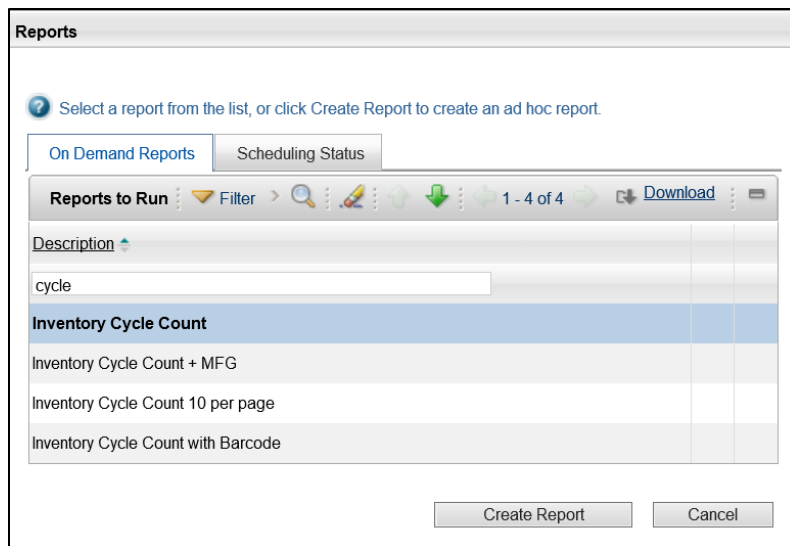 Reports
Select a report from the list, or click Create Report to create an ad hoc report.
On Demand Reports Scheduling Status
Reports to Run Filter 1 - 4 of 4 Download
Description
cycle
Inventory Cycle Count
Inventory Cycle Count + MFG
Inventory Cycle Count 10 per page
Inventory Cycle Count with Barcode
Create Report Cancel